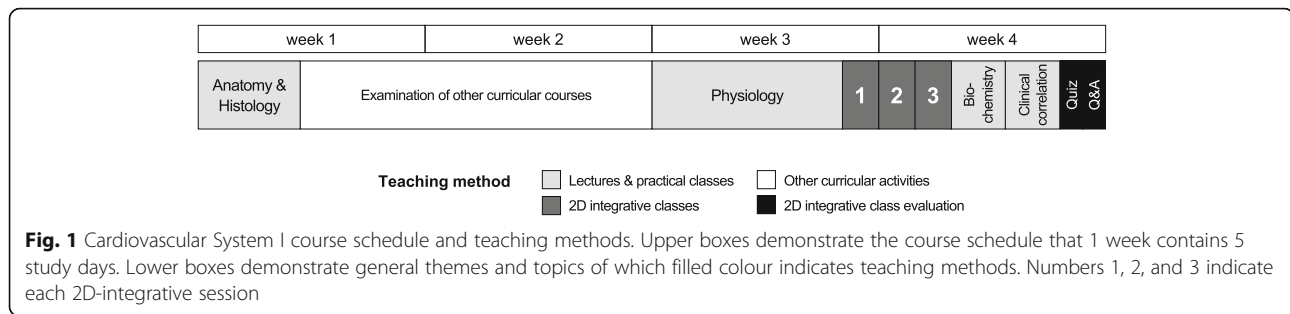 week 1 week 2 week 3 week 4
Anatomy &
Histology
Examination of other curricular courses
Physiology
1 2 3
Bio-
chemistry
Clinical
correlation
Quiz
Q&A
Teaching method
Lectures & practical classes
Other curricular activities
2D integrative classes
2D integrative class evaluation
Fig. 1 Cardiovascular System I course schedule and teaching methods. Upper boxes demonstrate the course schedule that 1 week contains 5
study days. Lower boxes demonstrate general themes and topics of which filled colour indicates teaching methods. Numbers 1, 2, and 3 indicate
each 2D-integrative session